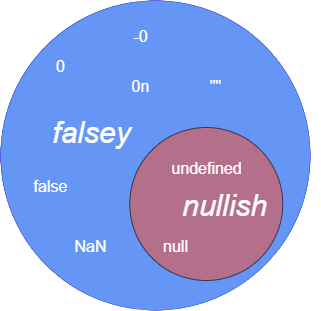 -0
0
0n
""
falsey
undefined
false
nullish
NaN
null